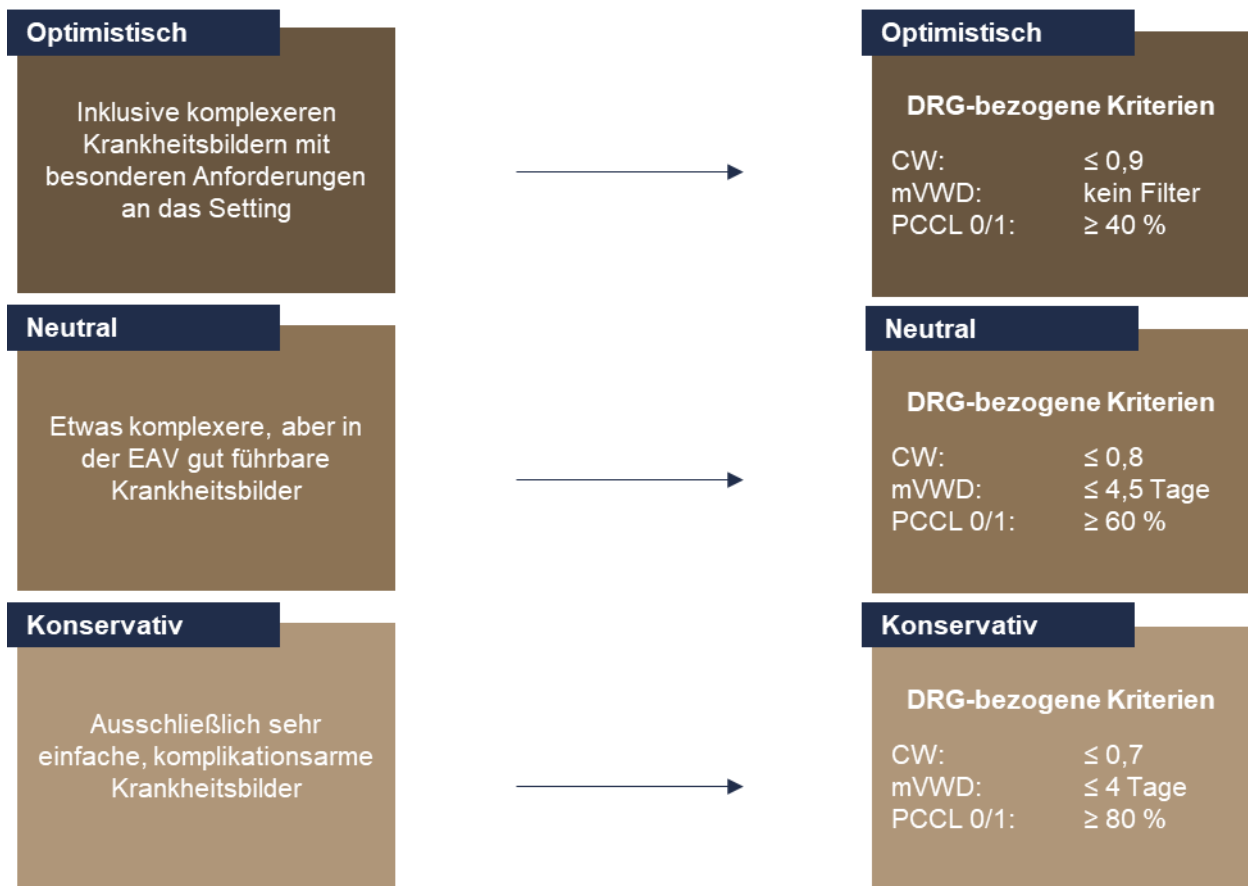 Optimistisch
Inklusive komplexeren
Krankheitsbildern mit
besonderen Anforderungen
an das Setting
Optimistisch
DRG-bezogene Kriterien
CW: ≤ 0,9
mVWD: kein Filter
PCCL 0/1: ≥ 40 %
Neutral
Etwas komplexere, aber in
der EAV gut führbare
Krankheitsbilder
Neutral
DRG-bezogene Kriterien
CW: ≤ 0,8
mVWD: ≤ 4,5 Tage
PCCL 0/1: ≥ 60 %
Konservativ
Ausschließlich sehr
einfache, komplikationsarme
Krankheitsbilder
Konservativ
DRG-bezogene Kriterien
CW: ≤ 0,7
mVWD: ≤ 4 Tage
PCCL 0/1: ≥ 80 %